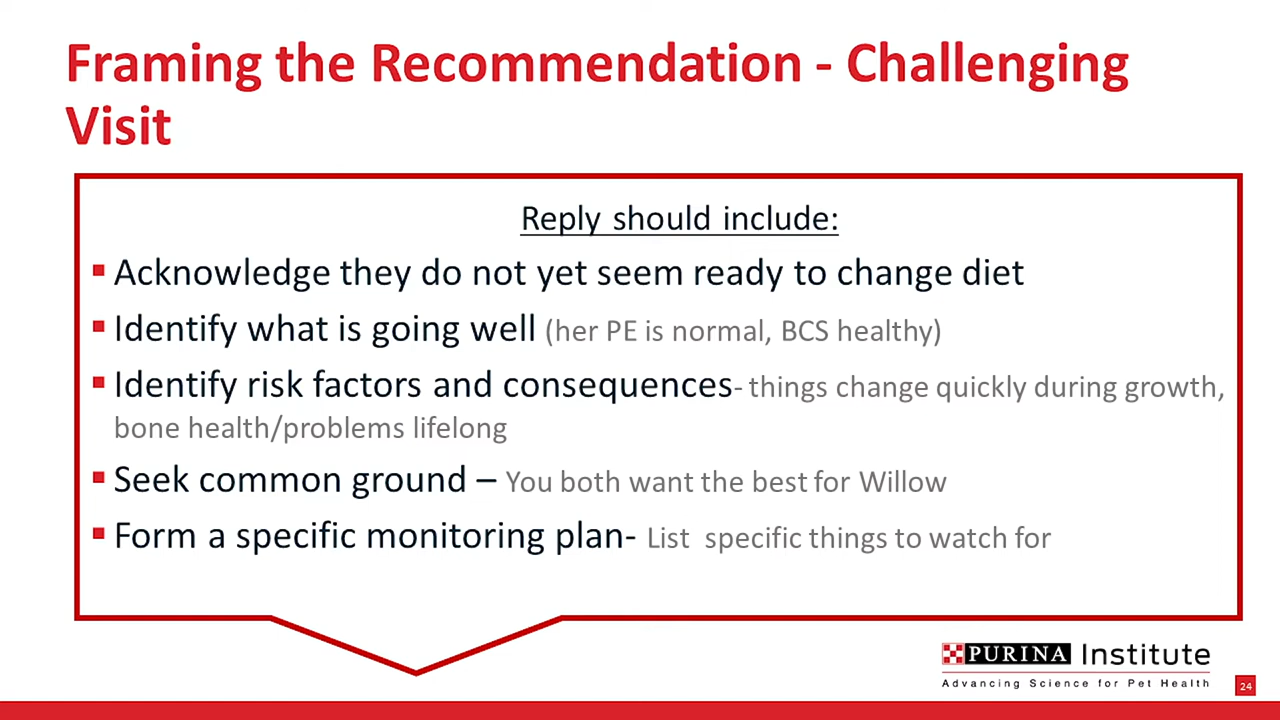 Framing the Recommendation - Challenging
Visit
Reply should include:
▪ Acknowledge they do not yet seem ready to change diet
▪ Identify what is going well (her PE is normal, BCS healthy)
▪ Identify risk factors and consequences- things change quickly during growth,
bone health/problems lifelong
▪ Seek common ground – You both want the best for Willow
▪ Form a specific monitoring plan- List specific things to watch for
PURINA Institute
Advancing Science for Pet Health
24